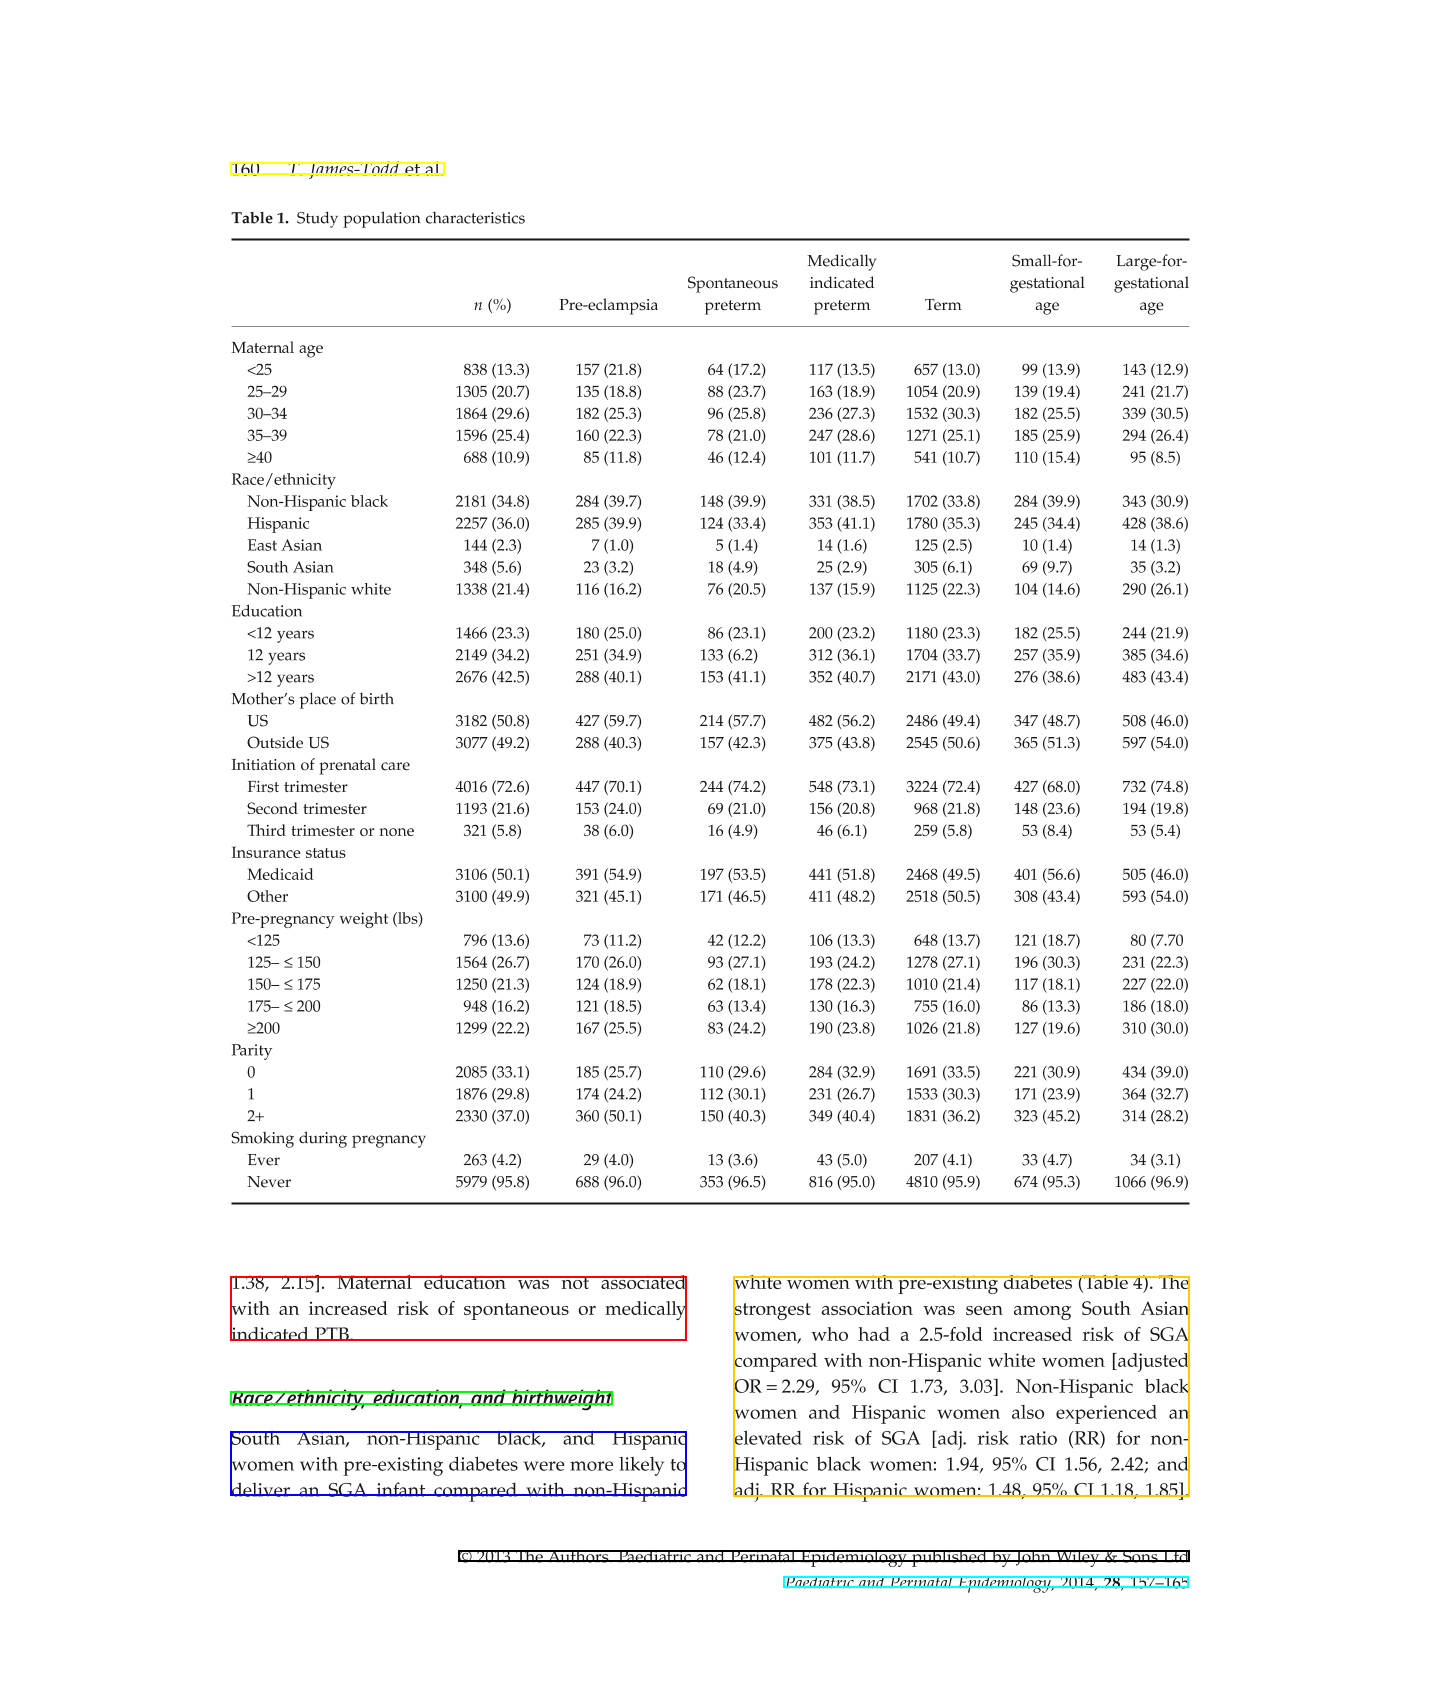 160 T. James-Todd et al.
Table 1. Study population characteristics
n (%) Pre-eclampsia Spontaneous preterm Medically indicated preterm Term Small-for-gestational age Large-for-gestational age
Maternal age
<25 838 (13.3) 157 (21.8) 64 (17.2) 117 (13.5) 657 (13.0) 99 (13.9) 143 (12.9)
25–29 1305 (20.7) 135 (18.8) 88 (23.7) 163 (18.9) 1054 (20.9) 139 (19.4) 241 (21.7)
30–34 1864 (29.6) 182 (25.3) 96 (25.8) 236 (27.3) 1532 (30.3) 182 (25.5) 339 (30.5)
35–39 1596 (25.4) 160 (22.3) 78 (21.0) 247 (28.6) 1271 (25.1) 185 (25.9) 294 (26.4)
≥40 688 (10.9) 85 (11.8) 46 (12.4) 101 (11.7) 541 (10.7) 110 (15.4) 95 (8.5)
Race/ethnicity
Non-Hispanic black 2181 (34.8) 284 (39.7) 148 (39.9) 331 (38.5) 1702 (33.8) 284 (39.9) 343 (30.9)
Hispanic 2257 (36.0) 285 (39.9) 124 (33.4) 353 (41.1) 1780 (35.3) 245 (34.4) 428 (38.6)
East Asian 144 (2.3) 7 (1.0) 5 (1.4) 14 (1.6) 125 (2.5) 10 (1.4) 14 (1.3)
South Asian 348 (5.6) 23 (3.2) 18 (4.9) 25 (2.9) 305 (6.1) 69 (9.7) 35 (3.2)
Non-Hispanic white 1338 (21.4) 116 (16.2) 76 (20.5) 137 (15.9) 1125 (22.3) 104 (14.6) 290 (26.1)
Education
<12 years 1466 (23.3) 180 (25.0) 86 (23.1) 200 (23.2) 1180 (23.3) 182 (25.5) 244 (21.9)
12 years 2149 (34.2) 251 (34.9) 133 (6.2) 312 (36.1) 1704 (33.7) 257 (35.9) 385 (34.6)
>12 years 2676 (42.5) 288 (40.1) 153 (41.1) 352 (40.7) 2171 (43.0) 276 (38.6) 483 (43.4)
Mother's place of birth
US 3182 (50.8) 427 (59.7) 214 (57.7) 482 (56.2) 2486 (49.4) 347 (48.7) 508 (46.0)
Outside US 3077 (49.2) 288 (40.3) 157 (42.3) 375 (43.8) 2545 (50.6) 365 (51.3) 597 (54.0)
Initiation of prenatal care
First trimester 4016 (72.6) 447 (70.1) 244 (74.2) 548 (73.1) 3224 (72.4) 427 (68.0) 732 (74.8)
Second trimester 1193 (21.6) 153 (24.0) 69 (21.0) 156 (20.8) 968 (21.8) 148 (23.6) 194 (19.8)
Third trimester or none 321 (5.8) 38 (6.0) 16 (4.9) 46 (6.1) 259 (5.8) 53 (8.4) 53 (5.4)
Insurance status
Medicaid 3106 (50.1) 391 (54.9) 197 (53.5) 441 (51.8) 2468 (49.5) 401 (56.6) 505 (46.0)
Other 3100 (49.9) 321 (45.1) 171 (46.5) 411 (48.2) 2518 (50.5) 308 (43.4) 593 (54.0)
Pre-pregnancy weight (lbs)
<125 796 (13.6) 73 (11.2) 42 (12.2) 106 (13.3) 648 (13.7) 121 (18.7) 80 (7.70
125– ≤ 150 1564 (26.7) 170 (26.0) 93 (27.1) 193 (24.2) 1278 (27.1) 196 (30.3) 231 (22.3)
150– ≤ 175 1250 (21.3) 124 (18.9) 62 (18.1) 178 (22.3) 1010 (21.4) 117 (18.1) 227 (22.0)
175– ≤ 200 948 (16.2) 121 (18.5) 63 (13.4) 130 (16.3) 755 (16.0) 86 (13.3) 186 (18.0)
≥200 1299 (22.2) 167 (25.5) 83 (24.2) 190 (23.8) 1026 (21.8) 127 (19.6) 310 (30.0)
Parity
0 2085 (33.1) 185 (25.7) 110 (29.6) 284 (32.9) 1691 (33.5) 221 (30.9) 434 (39.0)
1 1876 (29.8) 174 (24.2) 112 (30.1) 231 (26.7) 1533 (30.3) 171 (23.9) 364 (32.7)
2+ 2330 (37.0) 360 (50.1) 150 (40.3) 349 (40.4) 1831 (36.2) 323 (45.2) 314 (28.2)
Smoking during pregnancy
Ever 263 (4.2) 29 (4.0) 13 (3.6) 43 (5.0) 207 (4.1) 33 (4.7) 34 (3.1)
Never 5979 (95.8) 688 (96.0) 353 (96.5) 816 (95.0) 4810 (95.9) 674 (95.3) 1066 (96.9)
1.38, 2.15]. Maternal education was not associated
with an increased risk of spontaneous or medically
indicated PTB.
Race/ethnicity, education, and birthweight
South Asian, non-Hispanic black, and Hispanic
women with pre-existing diabetes were more likely to
deliver an SGA infant compared with non-Hispanic
white women with pre-existing diabetes (Table 4). The
strongest association was seen among South Asian
women, who had a 2.5-fold increased risk of SGA
compared with non-Hispanic white women [adjusted
OR = 2.29, 95% CI 1.73, 3.03]. Non-Hispanic black
women and Hispanic women also experienced an
elevated risk of SGA [adj. risk ratio (RR) for non-
Hispanic black women: 1.94, 95% CI 1.56, 2.42; and
adj. RR for Hispanic women: 1.48, 95% CI 1.18, 1.85].
© 2013 The Authors. Paediatric and Perinatal Epidemiology published by John Wiley & Sons Ltd
Paediatric and Perinatal Epidemiology, 2014, 28, 157–165